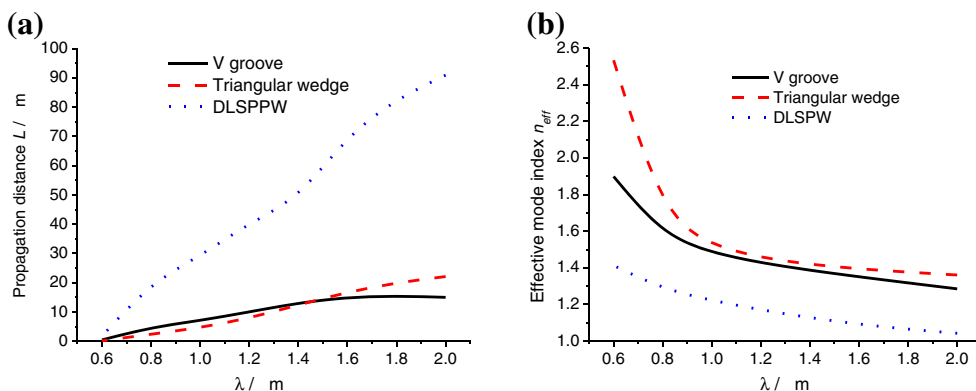 (a)
Propagation distance L/ m
100
90
80
70
60
50
40
30
20
10
0
V groove
Triangular wedge
DLSPPW
0.6 0.8 1.0 1.2 1.4 1.6 1.8 2.0
λ / m
(b)
Effective mode index neff
2.6
2.4
2.2
2.0
1.8
1.6
1.4
1.2
1.0
V groove
Triangular wedge
DLSPW
0.6 0.8 1.0 1.2 1.4 1.6 1.8 2.0
λ / m